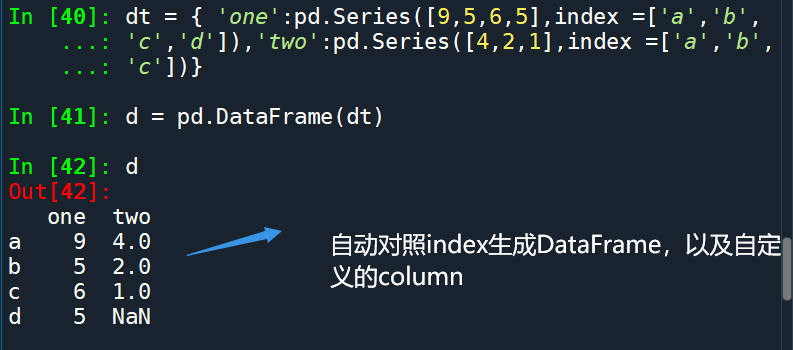 In [40]: dt = { 'one':pd.Series([9,5,6,5],index =['a','b',
...: 'c','d']),'two':pd.Series([4,2,1],index =['a','b',
...: 'c'])}
In [41]: d = pd.DataFrame(dt)
In [42]: d
Out[42]:
one two
a 9 4.0
b 5 2.0
c 6 1.0
d 5 NaN
自动对照index生成DataFrame，以及自定
义的column